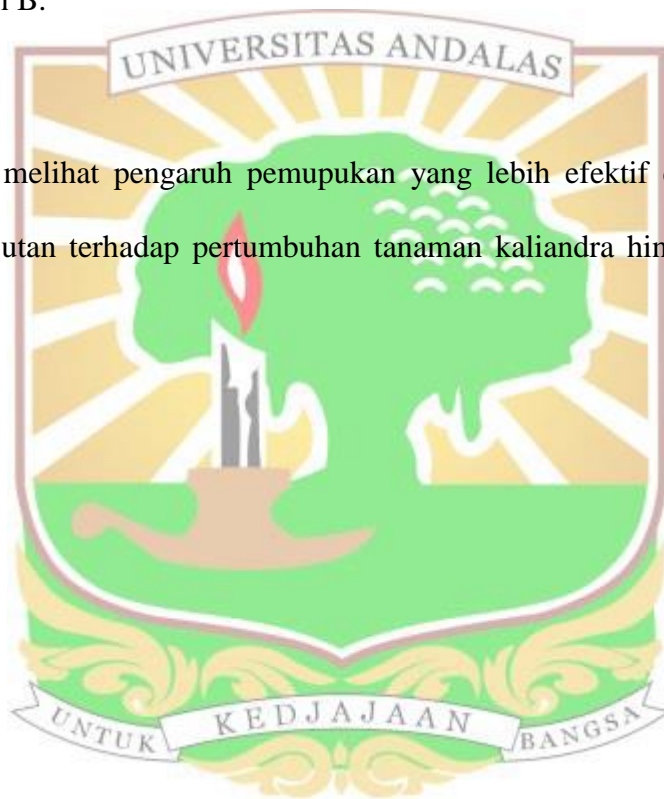 B.
UNIVERSITAS ANDALAS
melihat pengaruh pemupukan yang lebih efektif
utan terhadap pertumbuhan tanaman kaliandra hin
UNTUK KEDJAJAAN BANGSA